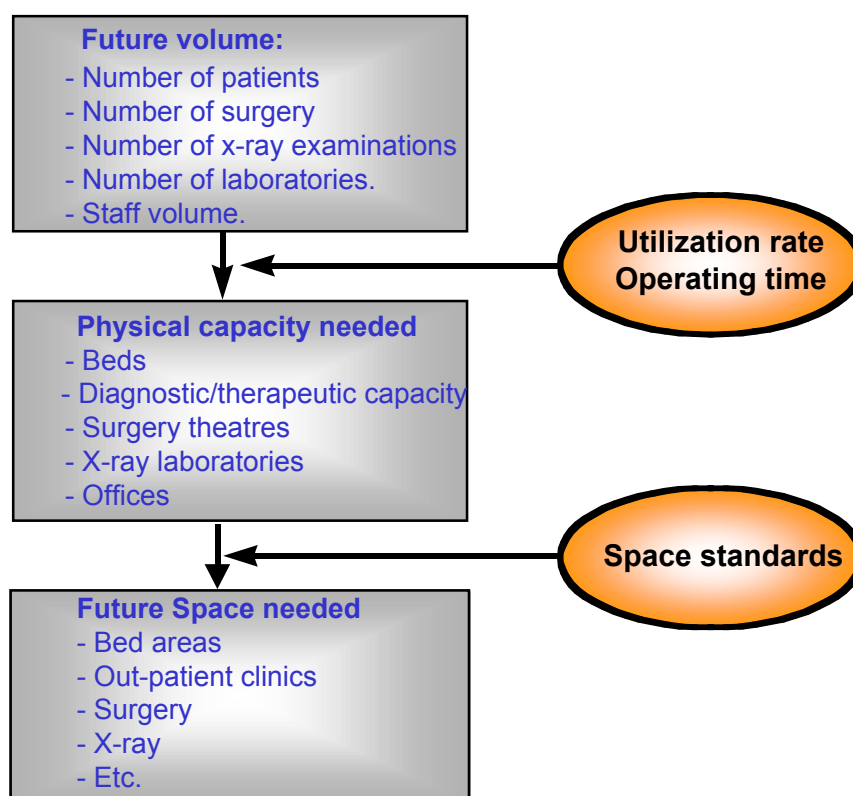 Future volume:
- Number of patients
- Number of surgery
- Number of x-ray examinations
- Number of laboratories.
- Staff volume.
Utilization rate
Operating time
Physical capacity needed
- Beds
- Diagnostic/therapeutic capacity
- Surgery theatres
- X-ray laboratories
- Offices
Space standards
Future Space needed
- Bed areas
- Out-patient clinics
- Surgery
- X-ray
- Etc.